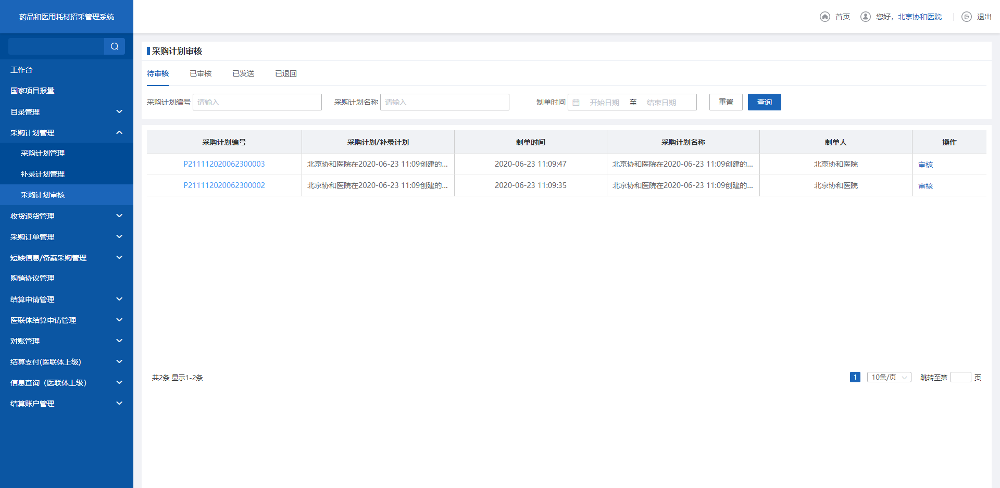 药品和医用耗材招采管理系统
首页
您好，北京协和医院
退出
工作台
国家项目报量
目录管理
采购计划管理
采购计划管理
补录计划管理
采购计划审核
收货退货管理
采购订单管理
短缺信息/备案采购管理
购销协议管理
结算申请管理
医联体结算申请管理
对账管理
结算支付(医联体上级)
信息查询（医联体上级）
结算账户管理
采购计划审核
待审核 已审核 已发送 已退回
采购计划编号 请输入 采购计划名称 请输入 制单时间 开始日期 至 结束日期 重置 查询
采购计划编号 采购计划/补录计划 制单时间 采购计划名称 制单人 操作
P211112020062300003 北京协和医院在2020-06-23 11:09创建的... 2020-06-23 11:09:47 北京协和医院在2020-06-23 11:09创建的... 北京协和医院 审核
P211112020062300002 北京协和医院在2020-06-23 11:09创建的... 2020-06-23 11:09:35 北京协和医院在2020-06-23 11:09创建的... 北京协和医院 审核
共2条 显示1-2条 1 10条/页 跳转至第 页